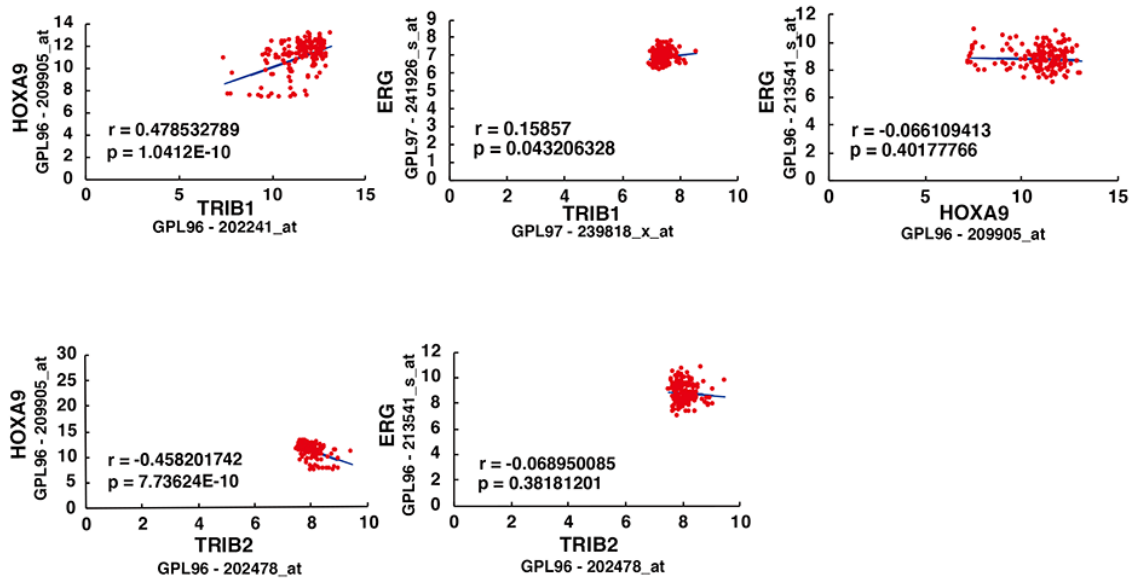 HOXA9
GPL96 - 209905_at
14
12
10
8
6
4
2
0
r = 0.478532789
p = 1.0412E-10
0
5
10
15
TRIB1
GPL96 - 202241_at
ERG
GPL97 - 241926_s_at
9
8
7
6
5
4
3
2
1
0
r = 0.15857
p = 0.043206328
0
2
4
6
8
10
TRIB1
GPL97 - 239818_x_at
ERG
GPL96 - 213541_s_at
12
10
8
6
4
2
0
r = -0.066109413
p = 0.40177766
0
5
10
15
HOXA9
GPL96 - 209905_at
HOXA9
GPL96 - 209905_at
30
25
20
15
10
5
0
r = -0.458201742
p = 7.73624E-10
0
2
4
6
8
10
TRIB2
GPL96 - 202478_at
ERG
GPL96 - 213541_s_at
12
10
8
6
4
2
0
r = -0.068950085
p = 0.38181201
0
2
4
6
8
10
TRIB2
GPL96 - 202478_at